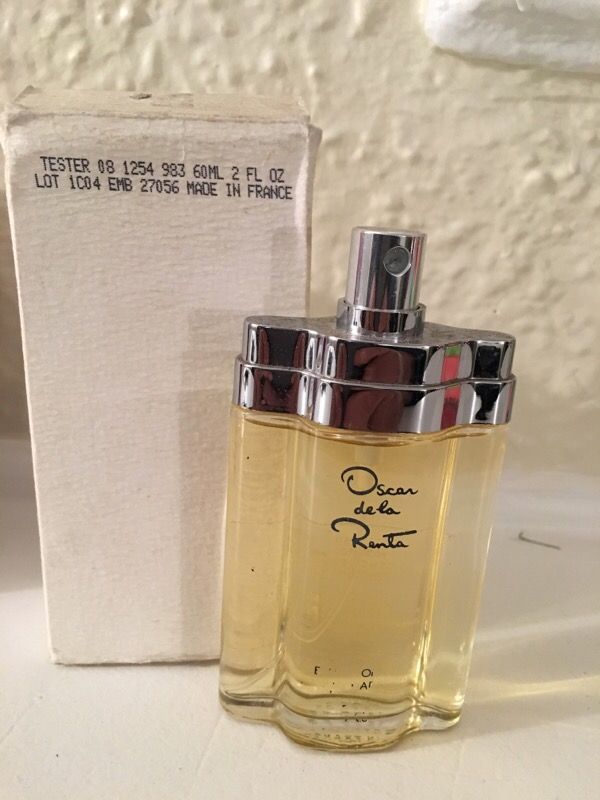 TESTER 08 1254 983 60ML 2 FL OZ
LOT 1C04 EMB 27056 MADE IN FRANCE
Oscar
de la
Renta